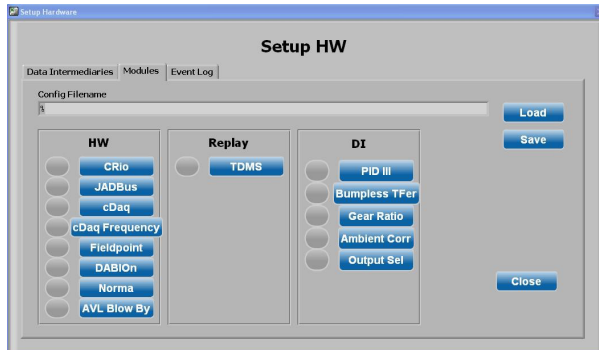 Setup Hardware
Setup HW
Data Intermediaries Modules Event Log
Config Filename
%
Load
Save
HW
CRio
JADBus
cDaq
cDaq Frequency
Fieldpoint
DABIOn
Norma
AVL Blow By
Replay
TDMS
DI
PID III
Bumpless TFer
Gear Ratio
Ambient Corr
Output Sel
Close